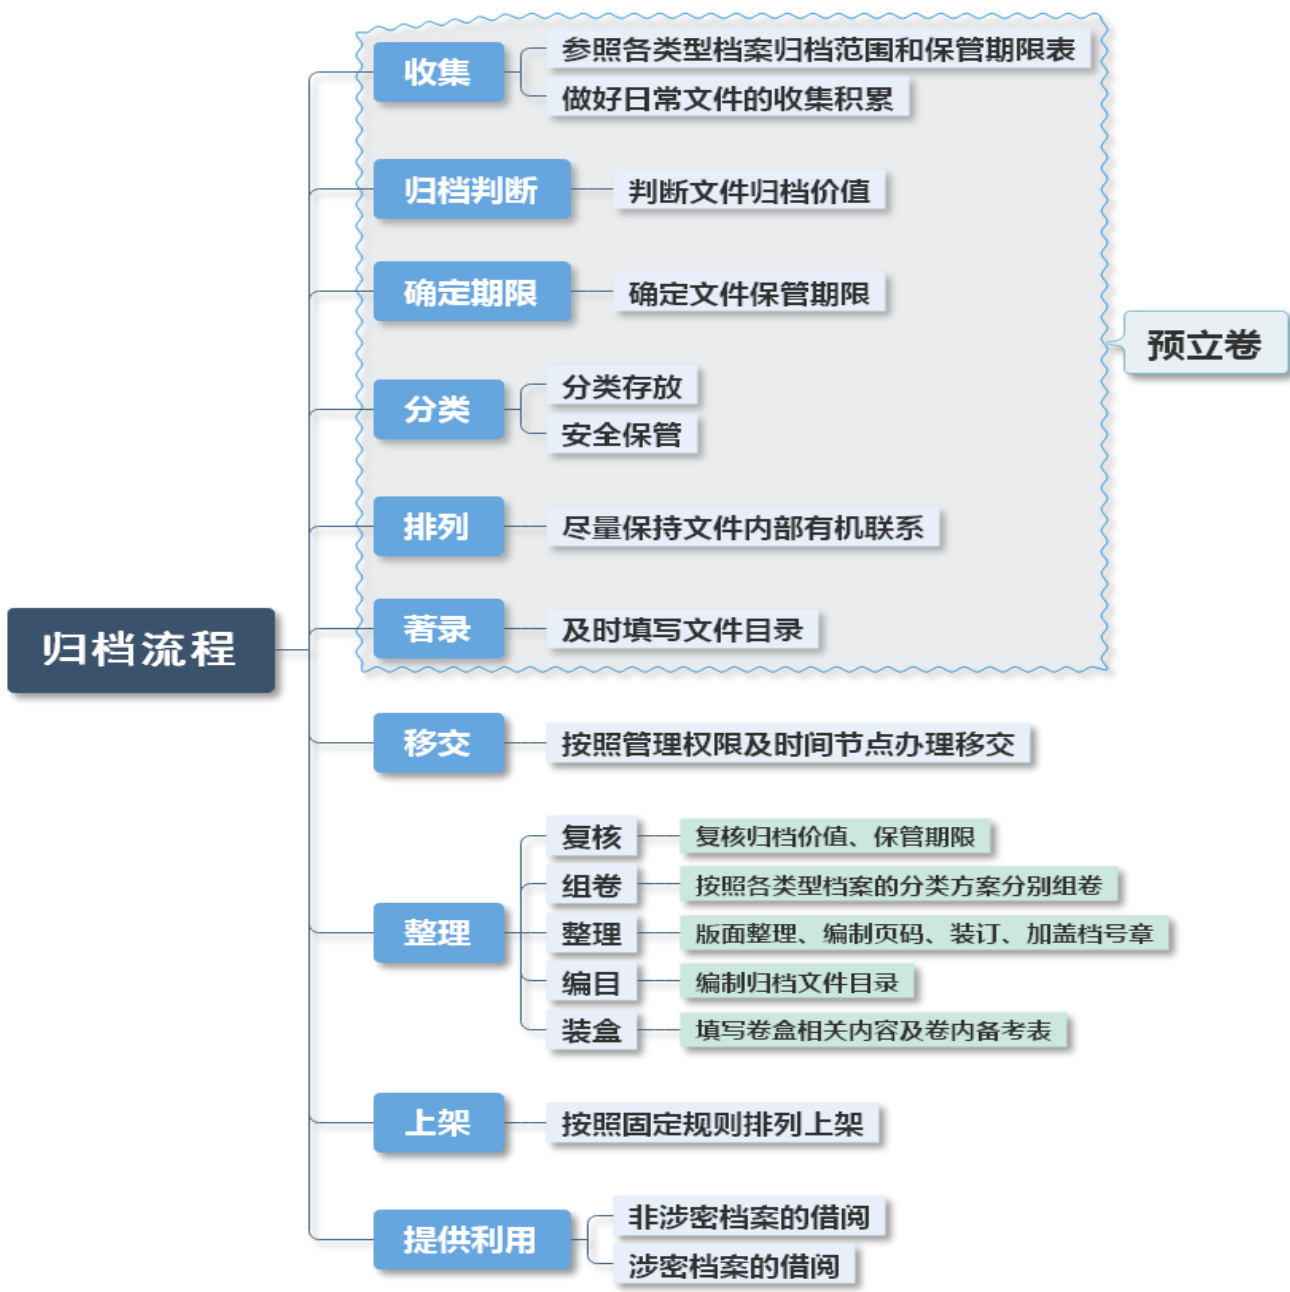 归档流程
收集
参照各类型档案归档范围和保管期限表
做好日常文件的收集积累
归档判断
判断文件归档价值
确定期限
确定文件保管期限
分类
分类存放
安全保管
排列
尽量保持文件内部有机联系
著录
及时填写文件目录
预立卷
移交
按照管理权限及时间节点办理移交
整理
复核
复核归档价值、保管期限
组卷
按照各类型档案的分类方案分别组卷
整理
版面整理、编制页码、装订、加盖档号章
编目
编制归档文件目录
装盒
填写卷盒相关内容及卷内备考表
上架
按照固定规则排列上架
提供利用
非涉密档案的借阅
涉密档案的借阅